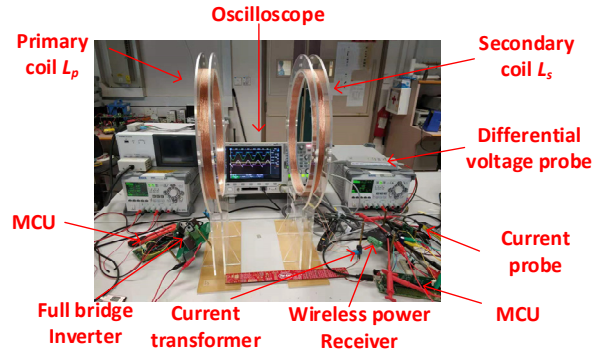 Oscilloscope
Primary
coil Lp
Secondary
coil Ls
Differential
voltage probe
MCU
Current
probe
Full bridge
Inverter
Current
transformer
Wireless power
Receiver
MCU